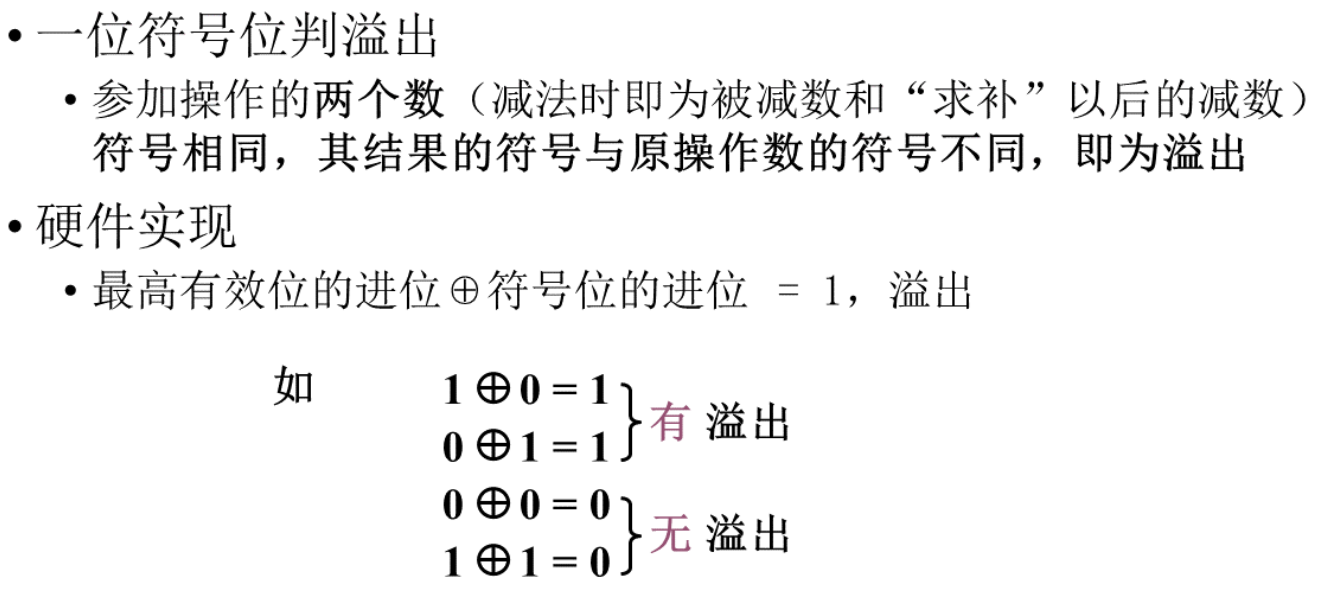 • 一位符号位判溢出
• 参加操作的两个数（减法时即为被减数和“求补”以后的减数）
符号相同，其结果的符号与原操作数的符号不同，即为溢出
• 硬件实现
• 最高有效位的进位⊕符号位的进位 = 1，溢出
如 1 ⊕ 0 = 1
有 溢出
0 ⊕ 1 = 1
0 ⊕ 0 = 0
无 溢出
1 ⊕ 1 = 0